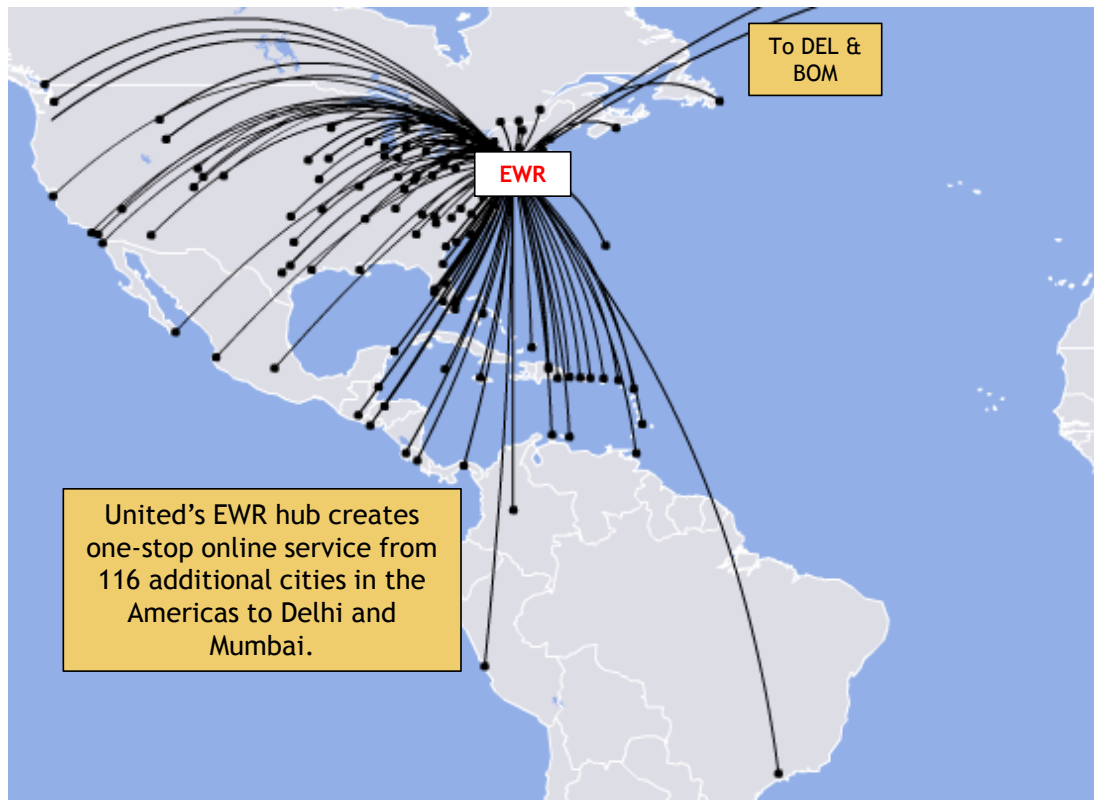 To DEL &
BOM
EWR
United’s EWR hub creates
one-stop online service from
116 additional cities in the
Americas to Delhi and
Mumbai.